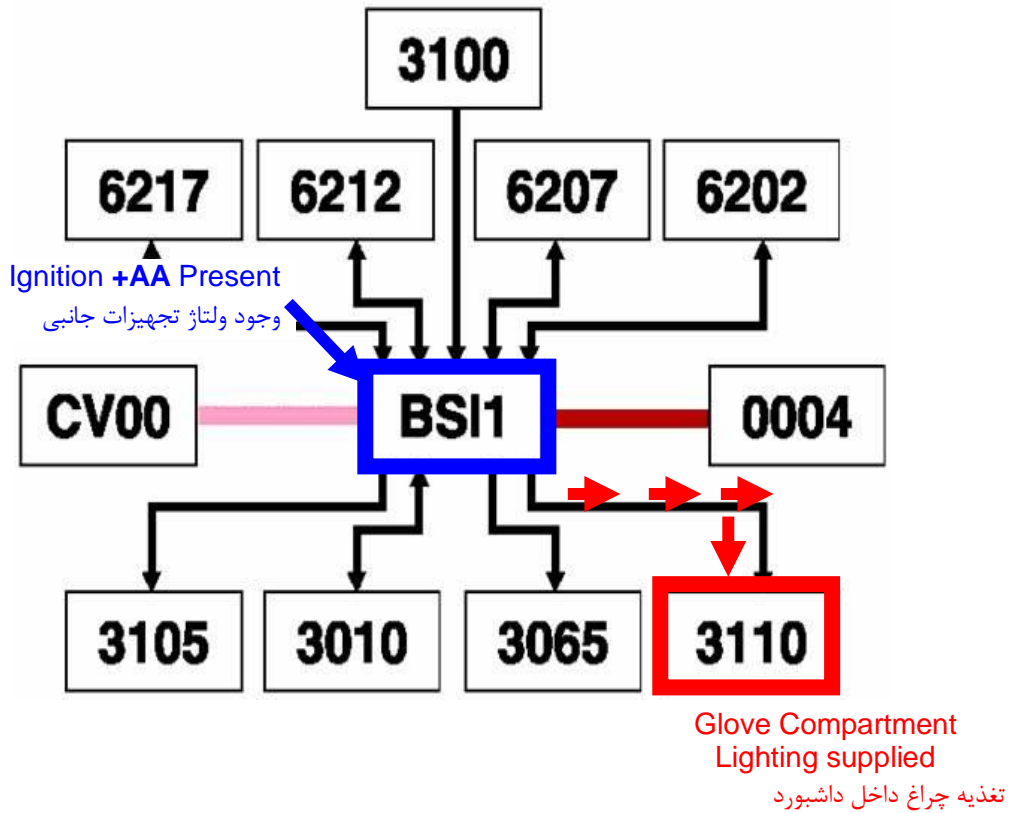 3100
6217
6212
6207
6202
Ignition +AA Present
وجود ولتاژ تجهیزات جانبی
CV00
BSI1
0004
3105
3010
3065
3110
Glove Compartment
Lighting supplied
تغذیه چراغ داخل داشبورد